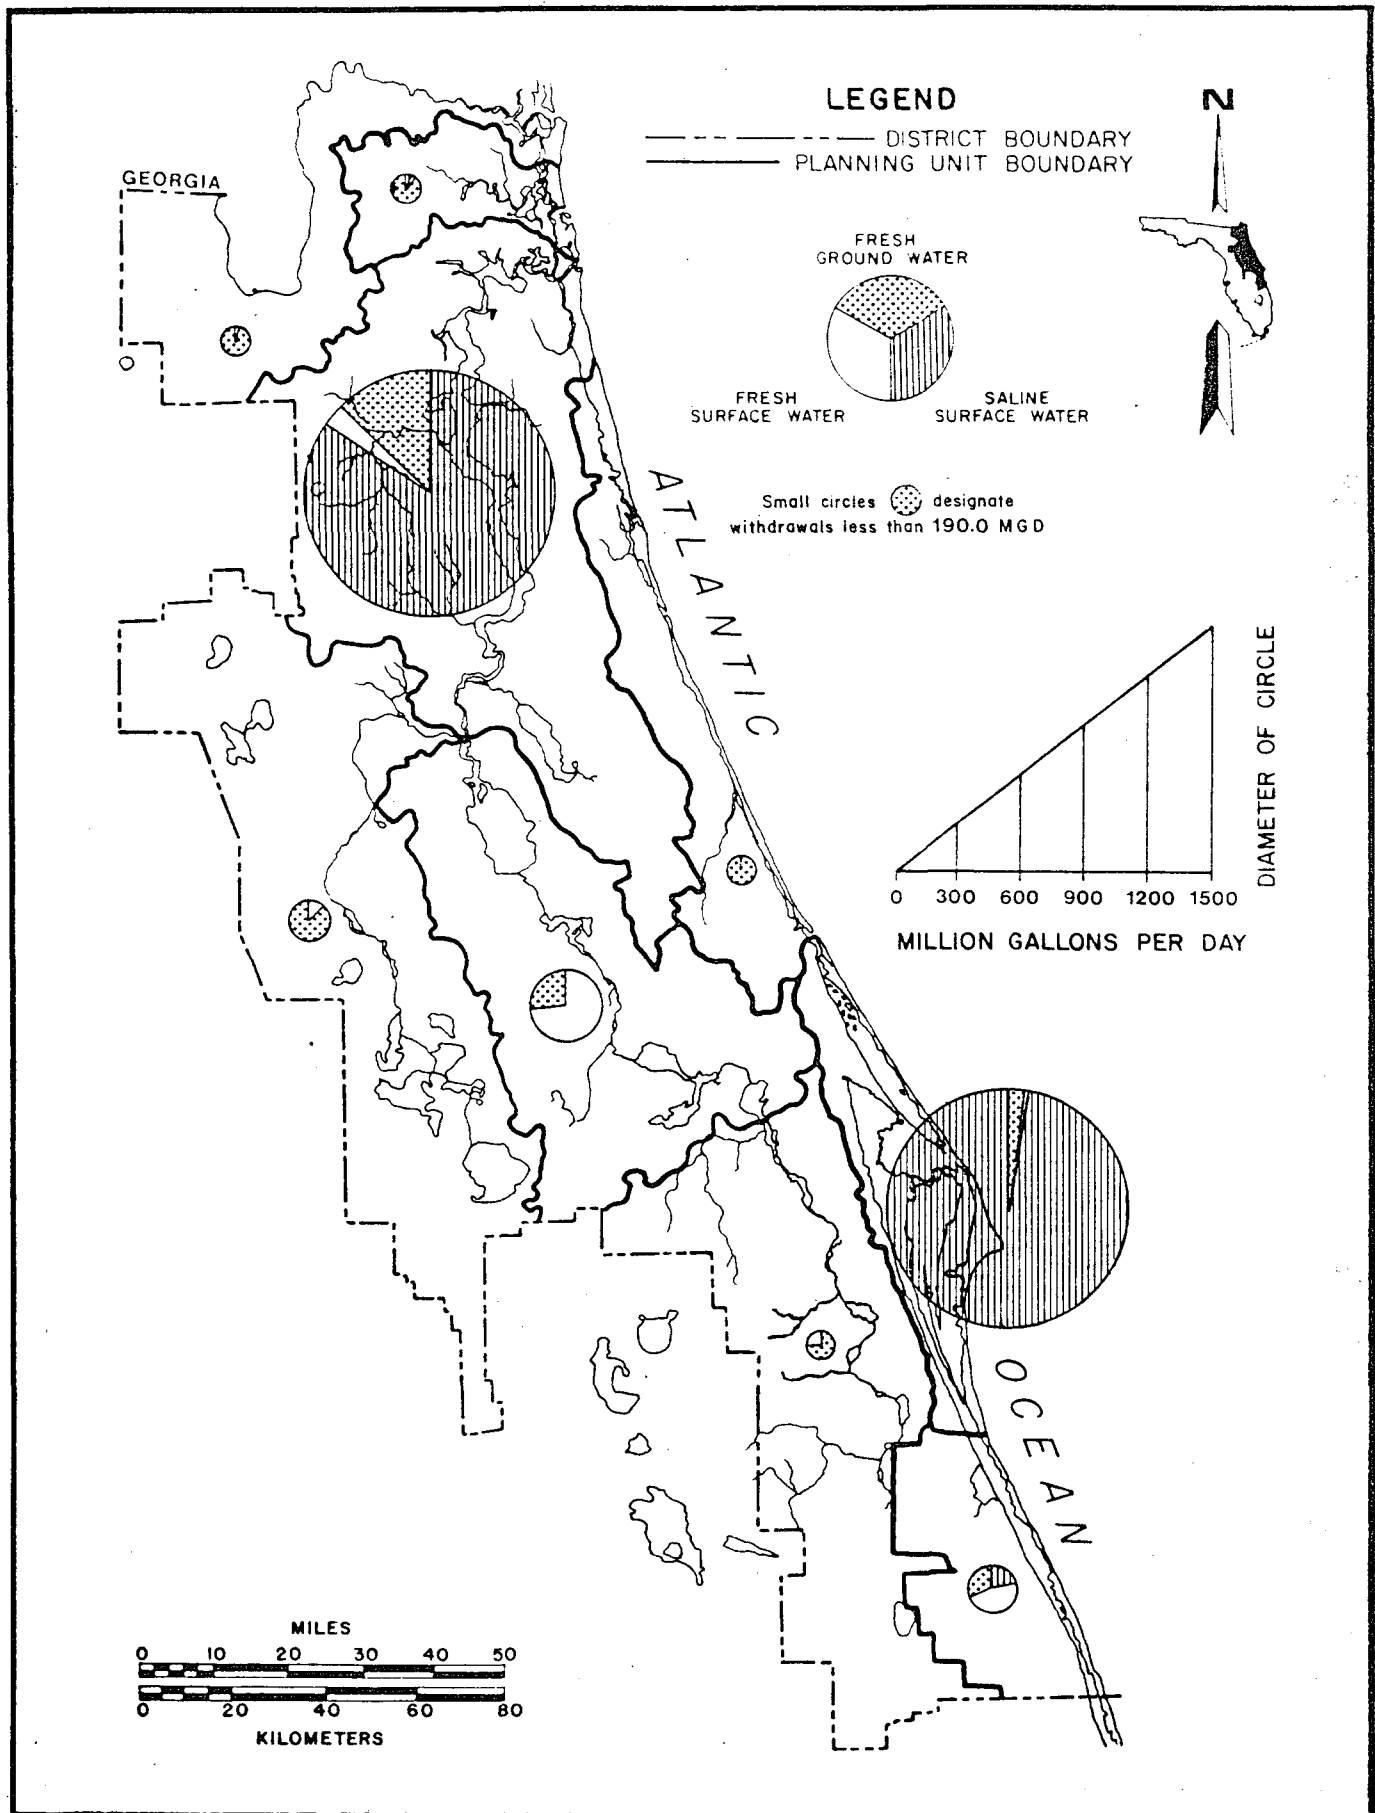 LEGEND
N
DISTRICT BOUNDARY
PLANNING UNIT BOUNDARY
GEORGIA
FRESH
GROUND WATER
FRESH
SURFACE WATER
SALINE
SURFACE WATER
Small circles designate
withdrawals less than 190.0 MGD
ATLANTIC
OCEAN
DIAMETER OF CIRCLE
0 300 600 900 1200 1500
MILLION GALLONS PER DAY
MILES
0 10 20 30 40 50
0 20 40 60 80
KILOMETERS